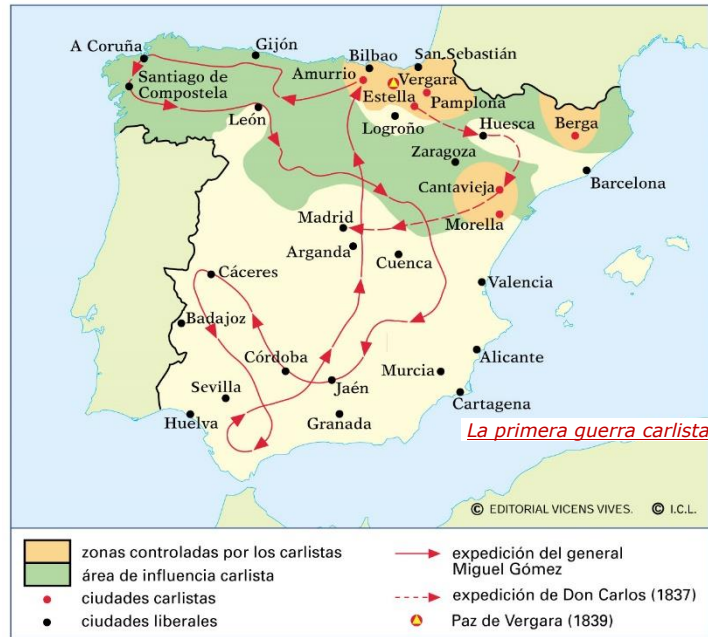 A Coruña
Gijón
Bilbao
San Sebastián
Santiago de
Compostela
Amurrio
Vergara
Estella
Pamplona
León
Logroño
Huesca
Berga
Zaragoza
Barcelona
Cantavieja
Madrid
Morella
Arganda
Cuenca
Cáceres
Valencia
Badajoz
Córdoba
Alicante
Murcia
Sevilla
Jaén
Cartagena
Huelva
Granada
La primera guerra carlista
© EDITORIAL VICENS VIVES. © I.C.L.
zonas controladas por los carlistas
área de influencia carlista
ciudades carlistas
ciudades liberales
expedición del general
Miguel Gómez
expedición de Don Carlos (1837)
Paz de Vergara (1839)